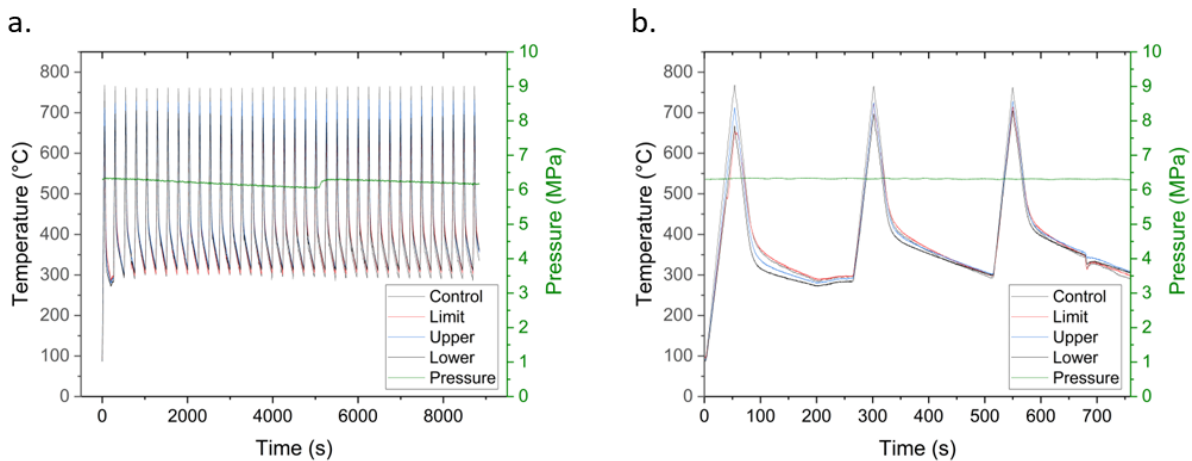 a.
Temperature (°C)
800
700
600
500
400
300
200
100
0
10
9
8
7
6
5
4
3
2
1
0
Pressure (MPa)
Control
Limit
Upper
Lower
Pressure
0 2000 4000 6000 8000
Time (s)
b.
Temperature (°C)
800
700
600
500
400
300
200
100
0
10
9
8
7
6
5
4
3
2
1
0
Pressure (MPa)
Control
Limit
Upper
Lower
Pressure
0 100 200 300 400 500 600 700
Time (s)